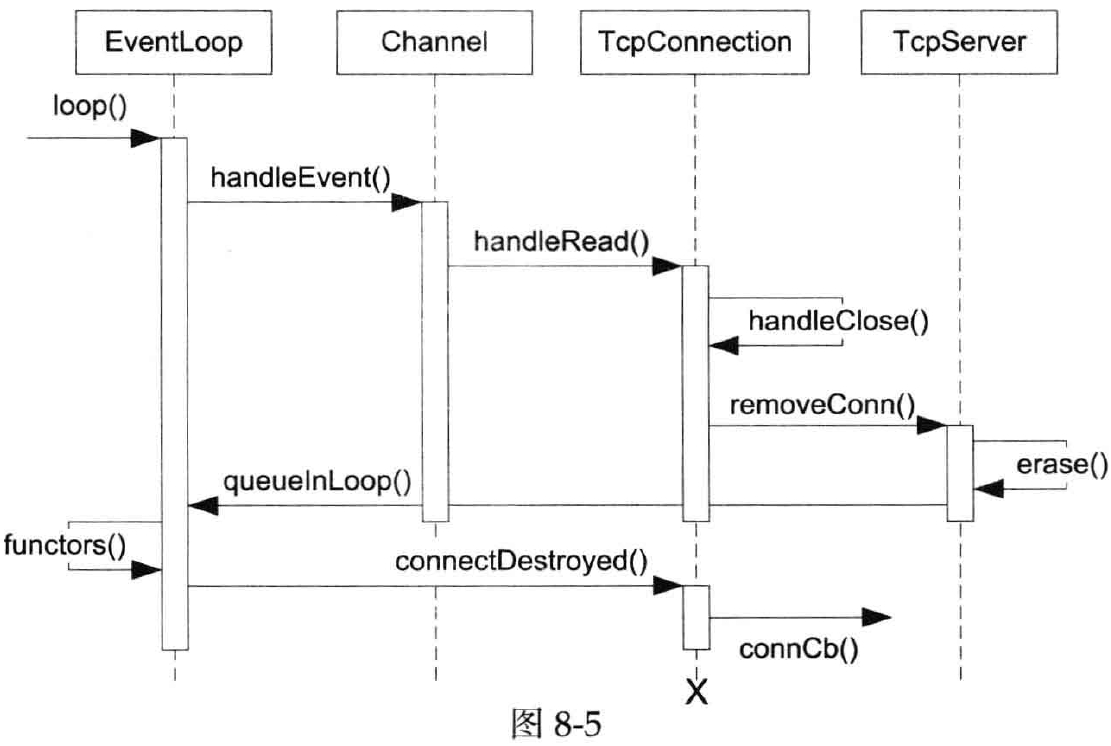 EventLoop
Channel
TcpConnection
TcpServer
loop()
handleEvent()
handleRead()
handleClose()
removeConn()
erase()
queueInLoop()
functors()
connectDestroyed()
connCb()
X
图 8-5